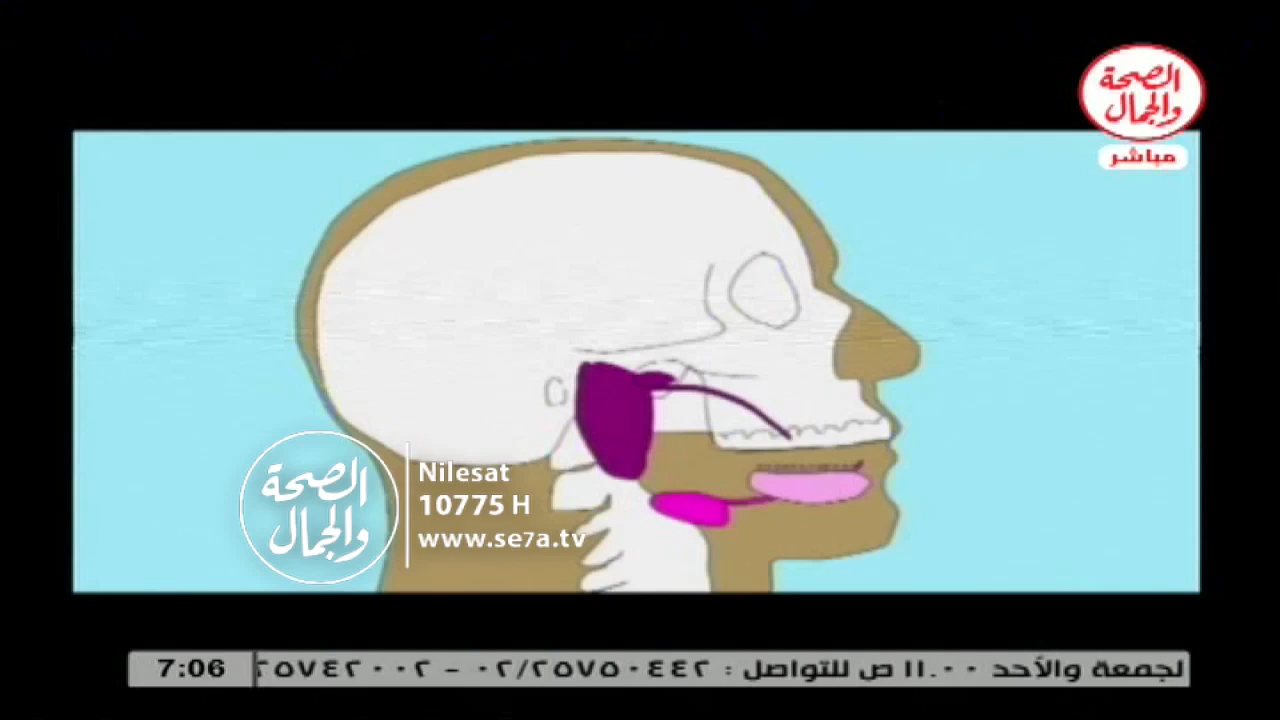 الصحة
والجمال
مباشر
الصحة
والجمال
Nilesat
10775 H
www.se7a.tv
7:06
لجمعة والأحد ١١.٠٠ ص للتواصل : ٠٢/٢٥٧٥٠٤٤٢ - ٢٥٧٤٢٠٠٢